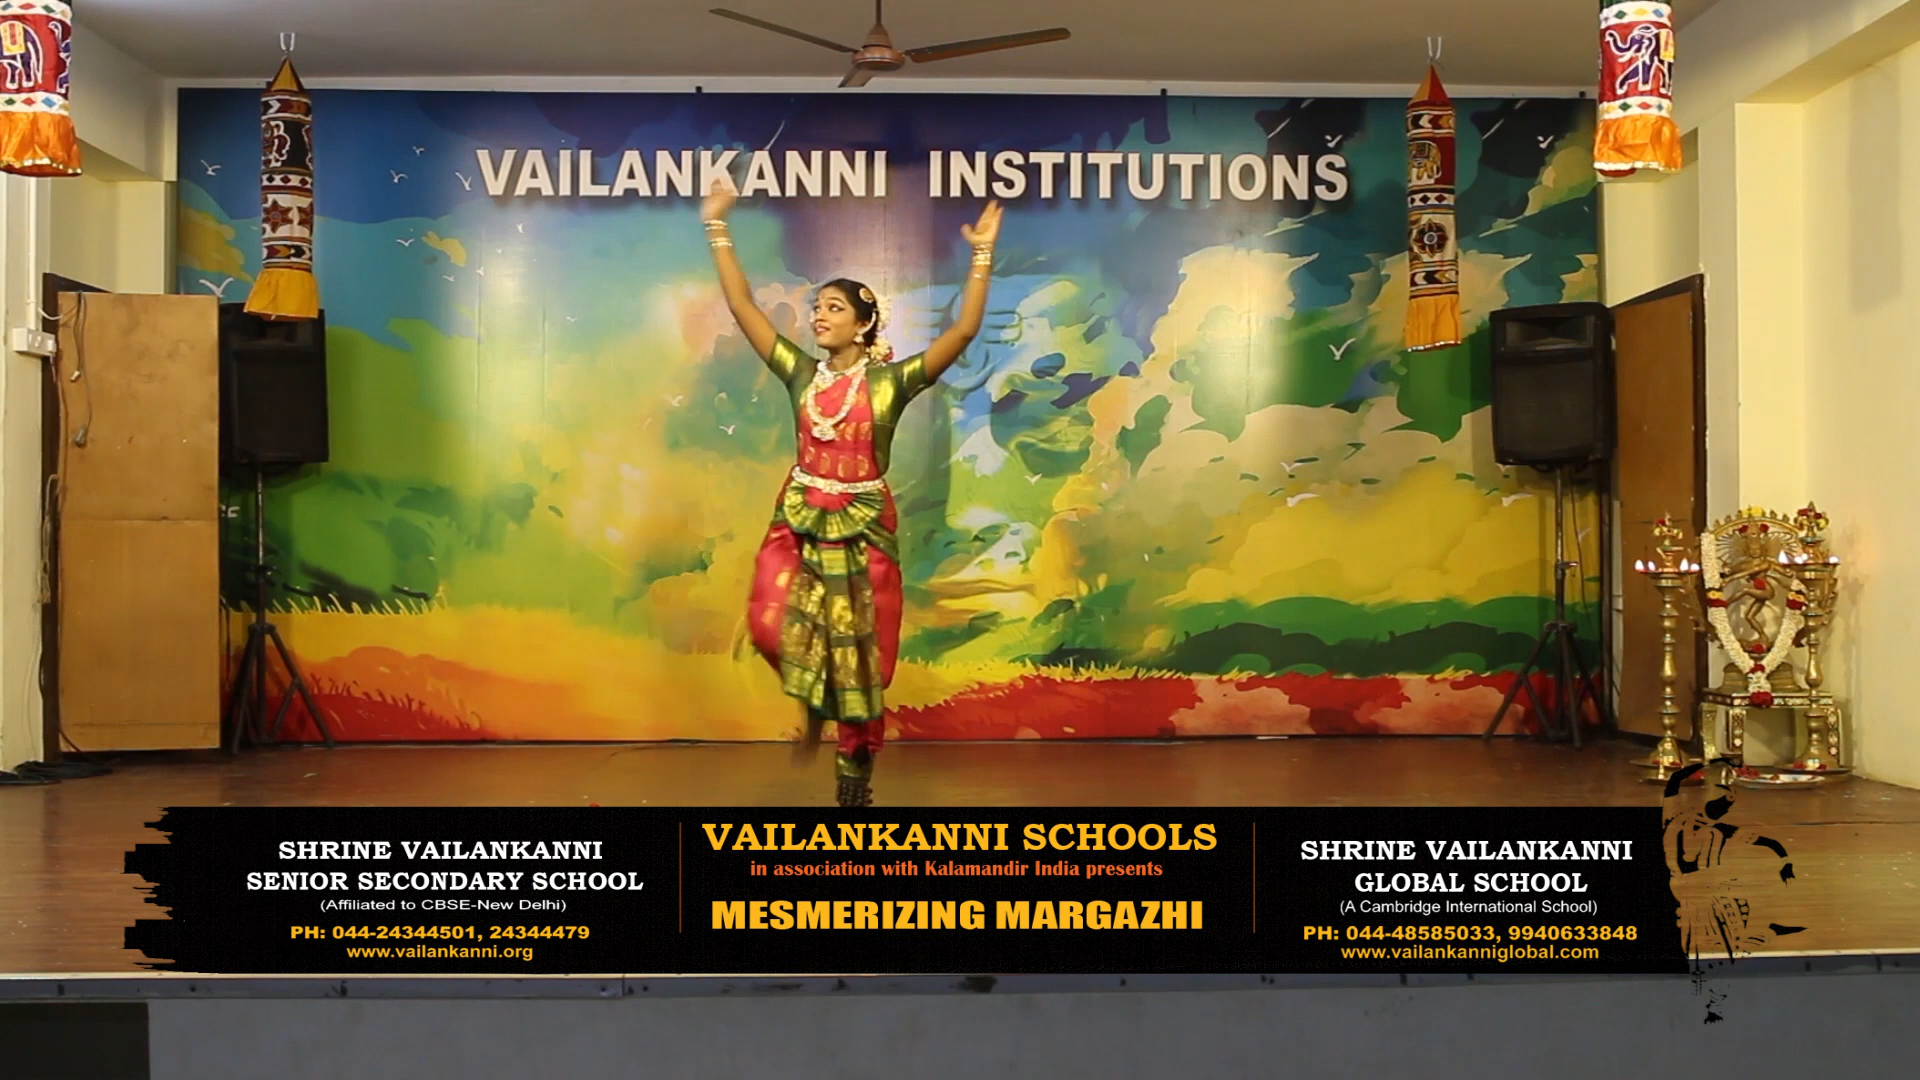 VAILANKANNI INSTITUTIONS
SHRINE VAILANKANNI
SENIOR SECONDARY SCHOOL
(Affiliated to CBSE-New Delhi)
PH: 044-24344501, 24344479
www.vailankanni.org
VAILANKANNI SCHOOLS
in association with Kalamandir India presents
MESMERIZING MARGAZHI
SHRINE VAILANKANNI
GLOBAL SCHOOL
(A Cambridge International School)
PH: 044-48585033, 9940633848
www.vailankanniglobal.com